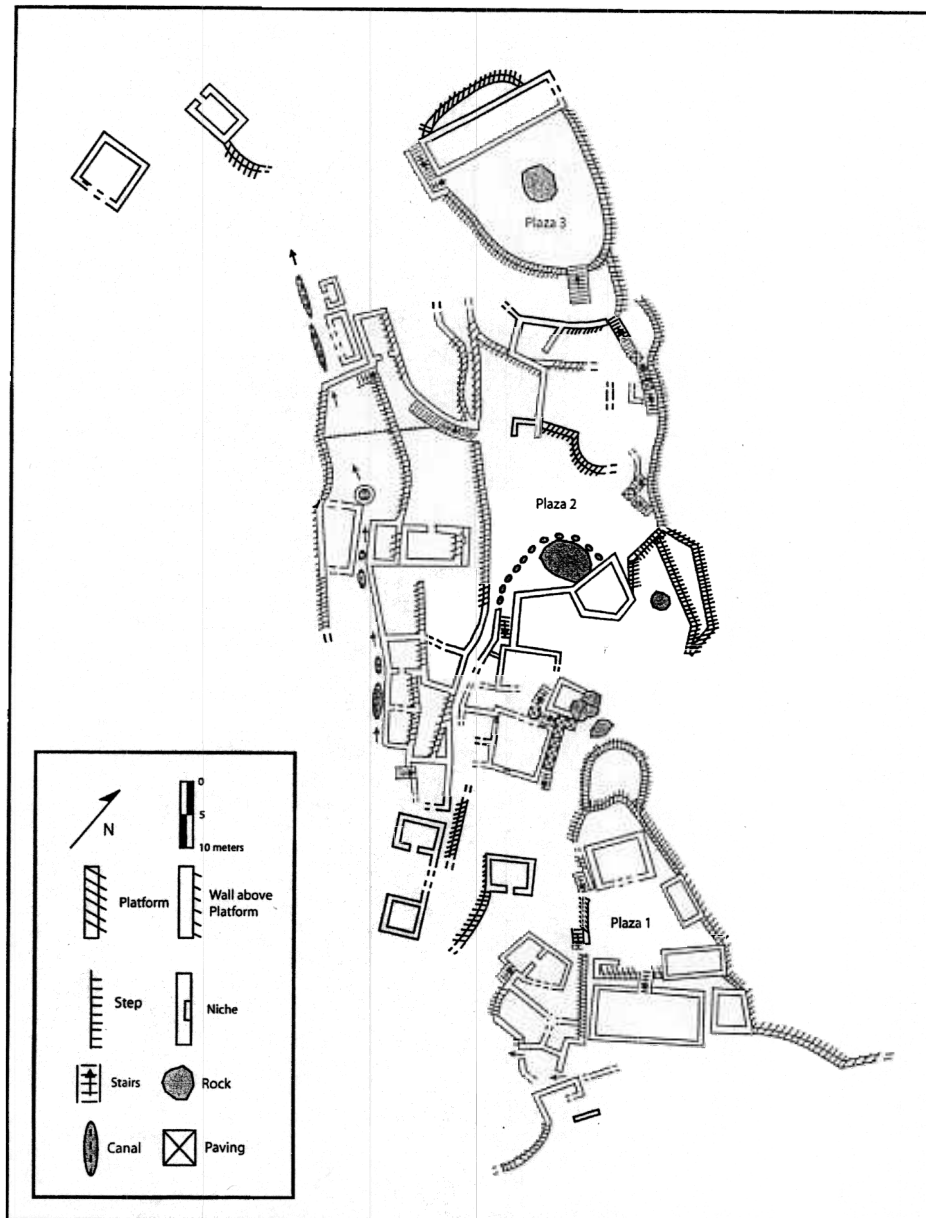 Plaza 3
Plaza 2
Plaza 1
N
0
5
10 meters
Platform
Wall above
Platform
Step
Niche
Stairs
Rock
Canal
Paving